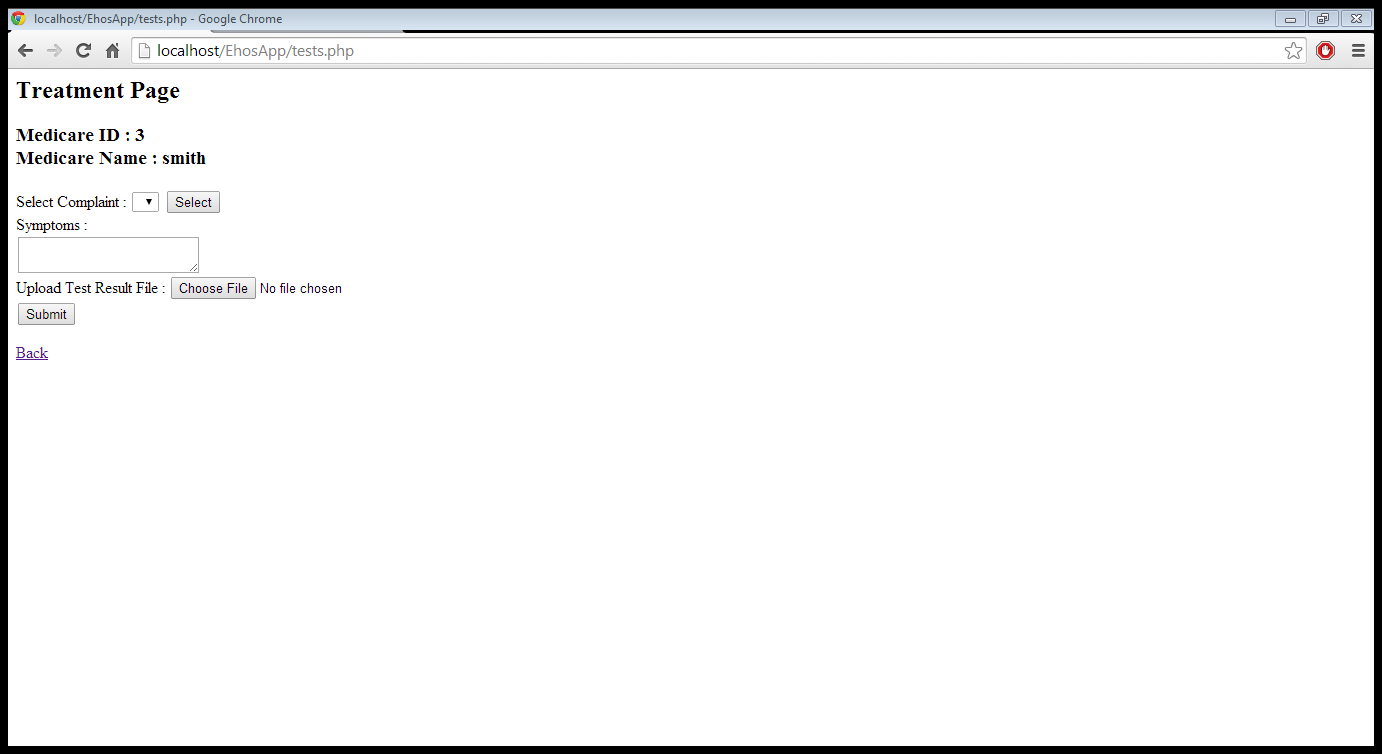 localhost/EhosApp/tests.php - Google Chrome
localhost/EhosApp/tests.php
Treatment Page
Medicare ID : 3
Medicare Name : smith
Select Complaint : Select
Symptoms :
Upload Test Result File : Choose File No file chosen
Submit
Back